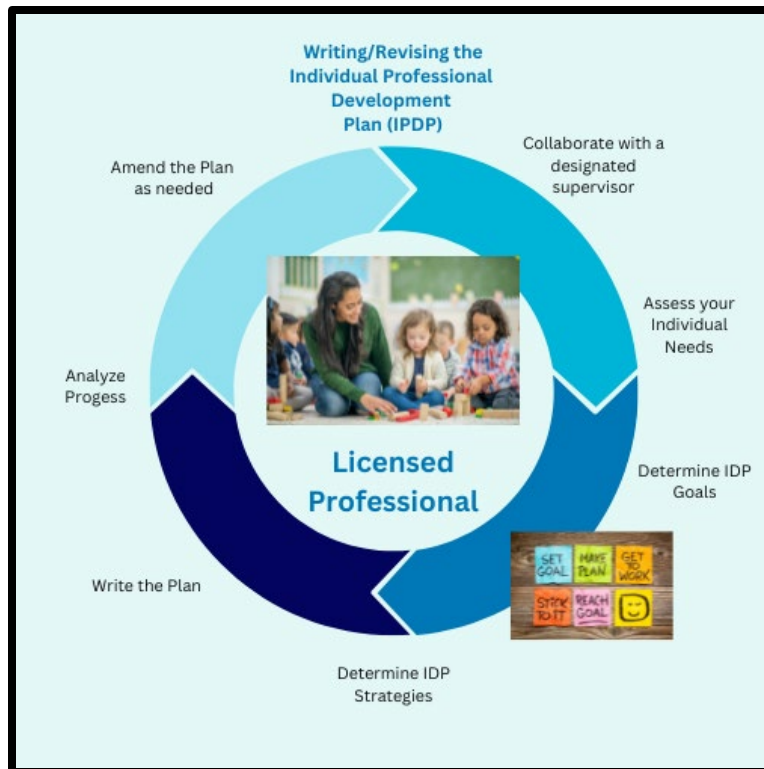 Writing/Revising the
Individual Professional
Development
Plan (IPDP)
Collaborate with a
designated
supervisor
Assess your
Individual
Needs
Determine IDP
Goals
Determine IDP
Strategies
Write the Plan
Analyze
Progess
Amend the Plan
as needed
Licensed
Professional
SET
GOAL
MAKE
PLAN
GET
TO
WORK
STICK
TO IT
REACH
GOAL